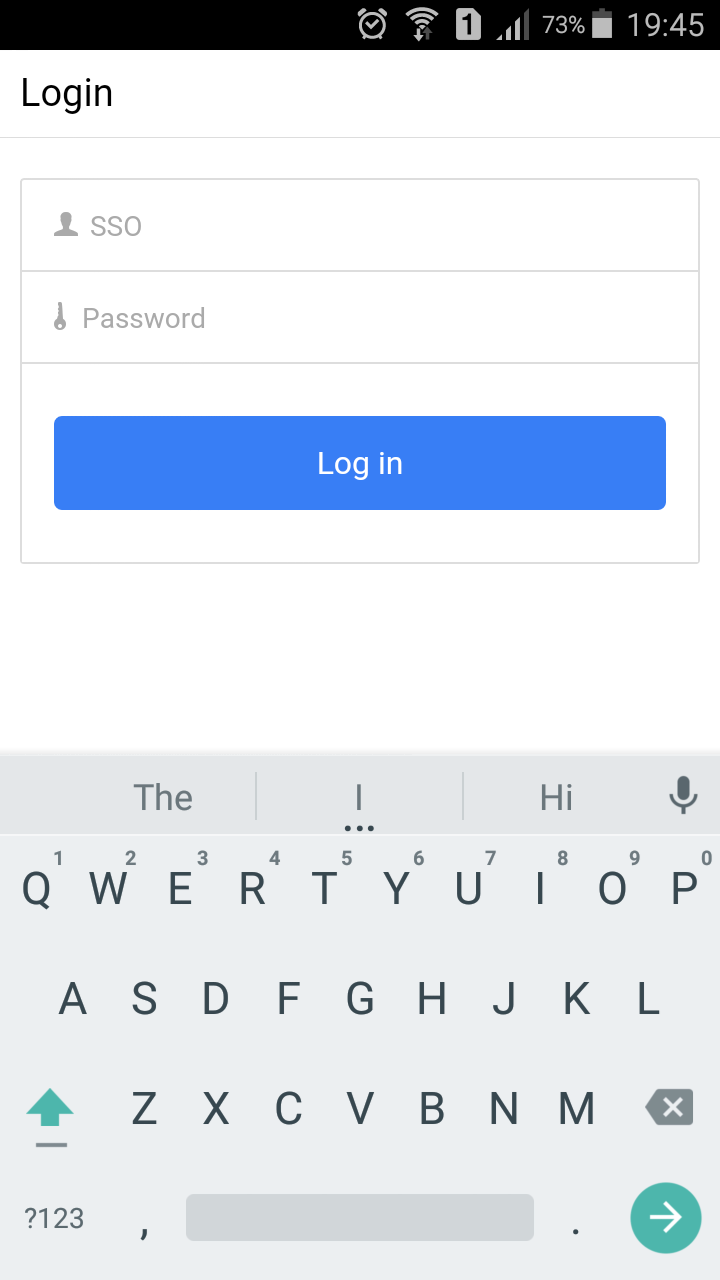 1 73% 19:45
Login
SSO
Password
Log in
The I Hi
1 2 3 4 5 6 7 8 9 0
Q W E R T Y U I O P
A S D F G H J K L
Z X C V B N M
?123 , .